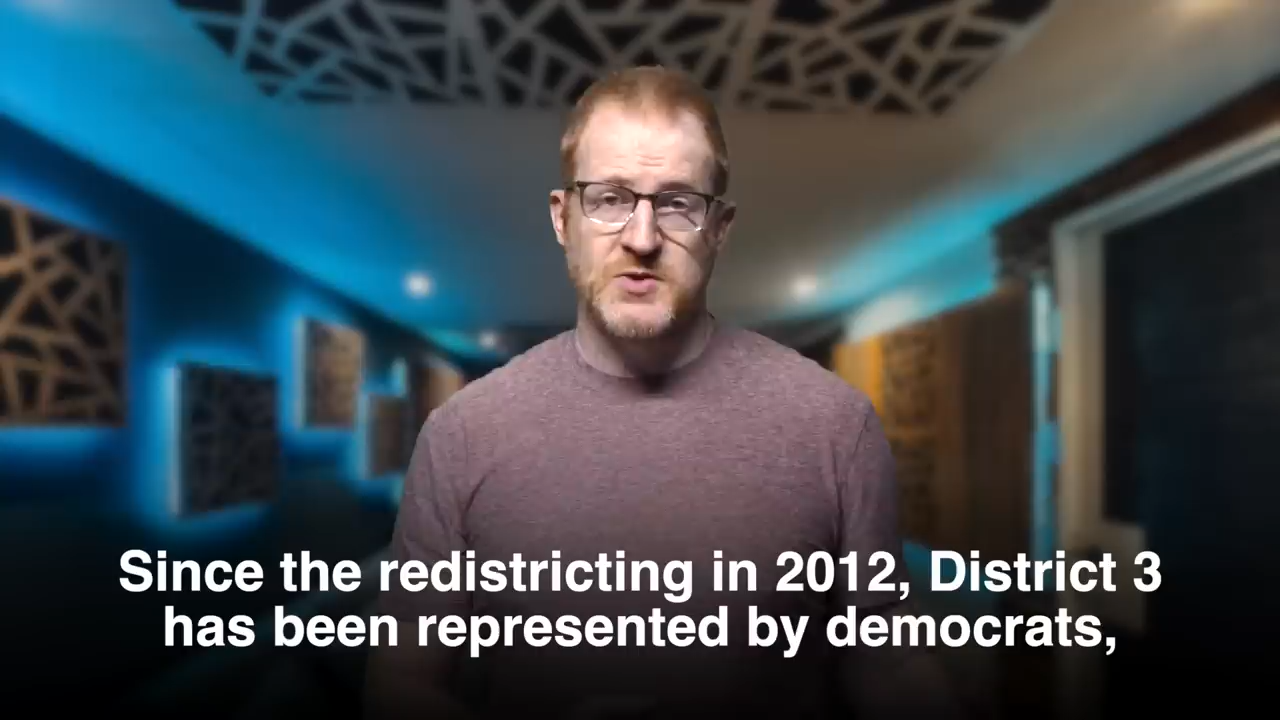 Since the redistricting in 2012, District 3
has been represented by democrats,